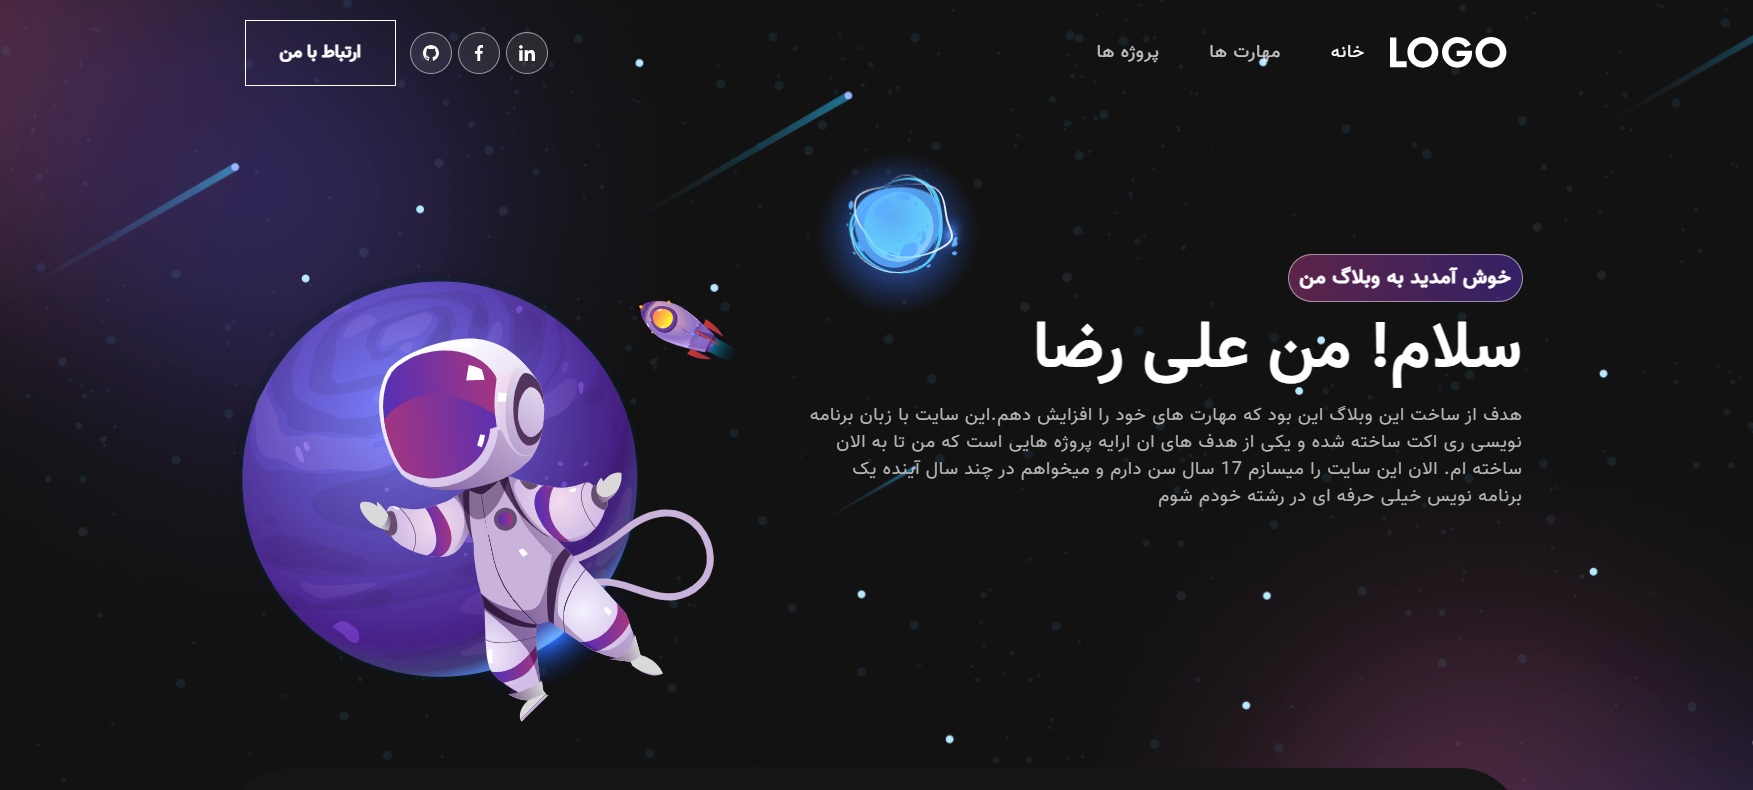 LOGO
خانه
مهارت ها
پروژه ها
in
f
ارتباط با من
خوش آمدید به وبلاگ من
سلام! من علی رضا
هدف از ساخت این وبلاگ این بود که مهارت های خود را افزایش دهم.این سایت با زبان برنامه
نویسی ری اکت ساخته شده و یکی از هدف های ان ارایه پروژه هایی است که من تا به الان
ساخته ام. الان این سایت را میسازم 17 سال سن دارم و میخواهم در چند سال آینده یک
برنامه نویس خیلی حرفه ای در رشته خودم شوم